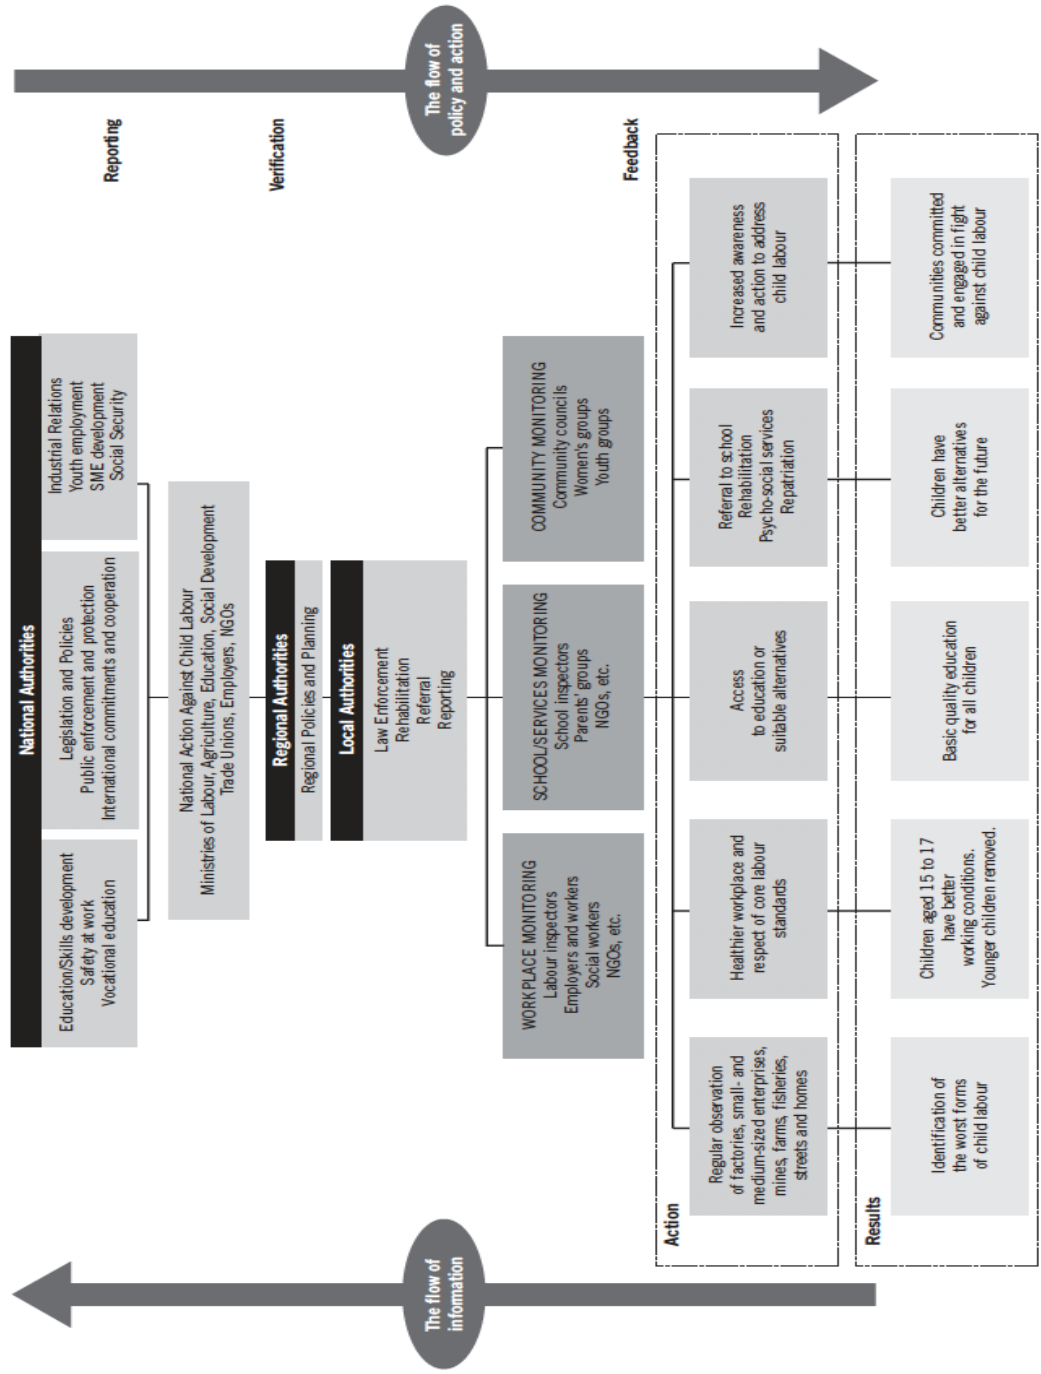 National Authorities
Education/Skills development
Safety at work
Vocational education
Legislation and Policies
Public enforcement and protection
International commitments and cooperation
Industrial Relations
Youth employment
SME development
Social Security
Reporting
National Action Against Child Labour
Ministries of Labour, Agriculture, Education, Social Development
Trade Unions, Employers, NGOs
Verification
Regional Authorities
Regional Policies and Planning
Local Authorities
Law Enforcement
Rehabilitation
Referral
Reporting
The flow of
information
The flow of
policy and action
WORKPLACE MONITORING
Labour inspectors
Employers and workers
Social workers
NGOs, etc.
SCHOOL/SERVICES MONITORING
School inspectors
Parents' groups
NGOs, etc.
COMMUNITY MONITORING
Community councils
Women's groups
Youth groups
Feedback
Action
Regular observation
of factories, small- and
medium-sized enterprises,
mines, farms, fisheries,
streets and homes
Healthier workplace and
respect of core labour
standards
Access
to education or
suitable alternatives
Referral to school
Rehabilitation
Psycho-social services
Repatriation
Increased awareness
and action to address
child labour
Results
Identification of
the worst forms
of child labour
Children aged 15 to 17
have better
working conditions.
Younger children removed.
Basic quality education
for all children
Children have
better alternatives
for the future
Communities committed
and engaged in fight
against child labour